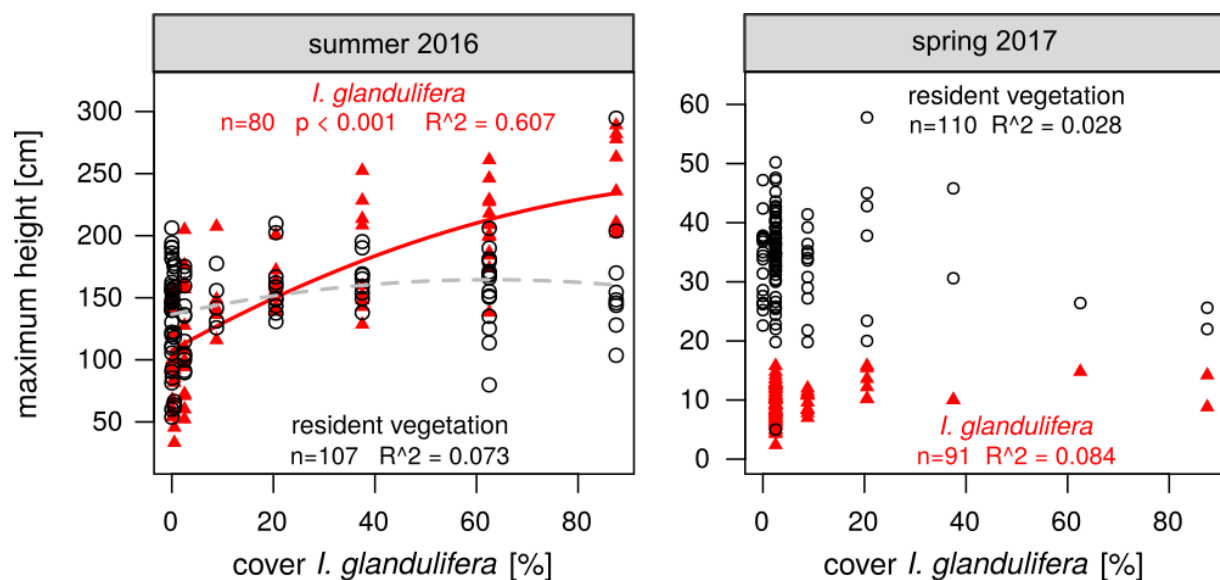 summer 2016
I. glandulifera
n=80 p < 0.001 R^2 = 0.607
resident vegetation
n=107 R^2 = 0.073
maximum height [cm]
300
250
200
150
100
50
0 20 40 60 80
cover I. glandulifera [%]
spring 2017
resident vegetation
n=110 R^2 = 0.028
I. glandulifera
n=91 R^2 = 0.084
60
50
40
30
20
10
0
0 20 40 60 80
cover I. glandulifera [%]